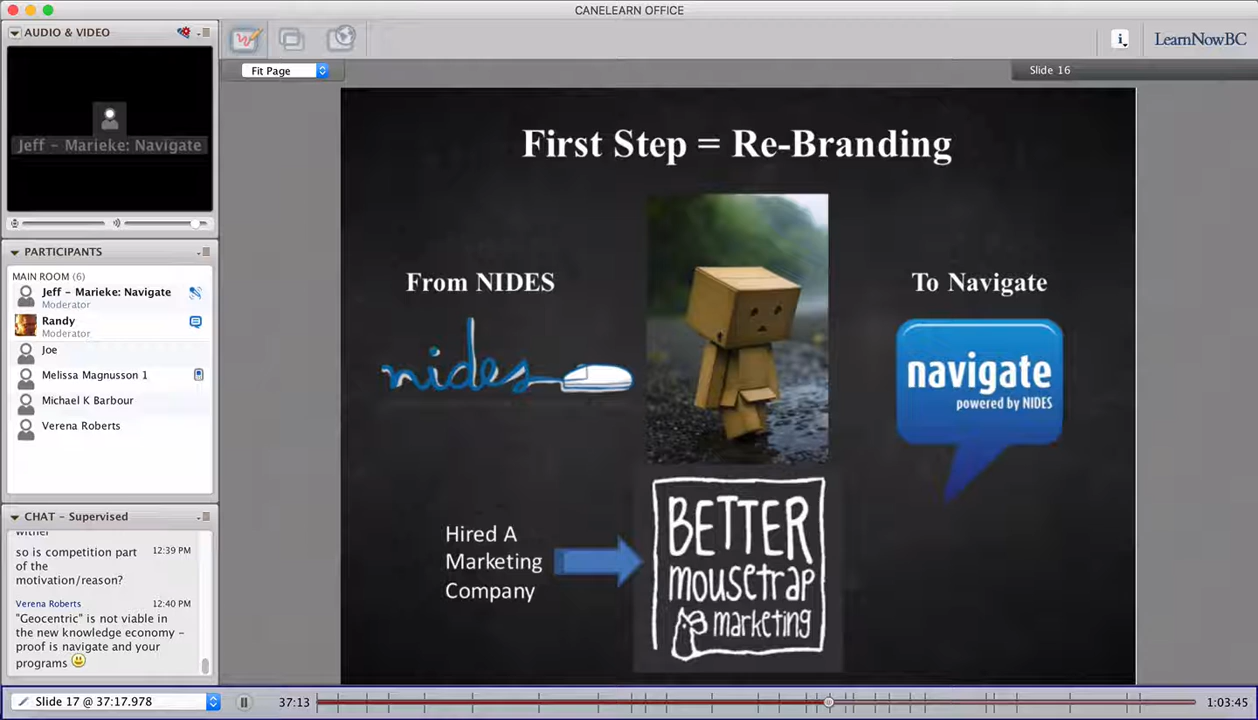 CANELEARN OFFICE
AUDIO & VIDEO
LearnNowBC
Fit Page
Slide 16
Jeff - Marieke: Navigate
PARTICIPANTS
MAIN ROOM (6)
Jeff - Marieke: Navigate
Moderator
Randy
Moderator
Joe
Melissa Magnusson 1
Michael K Barbour
Verena Roberts
CHAT - Supervised
so is competition part 12:39 PM
of the
motivation/reason?
Verena Roberts 12:40 PM
"Geocentric" is not viable in
the new knowledge economy -
proof is navigate and your
programs
First Step = Re-Branding
From NIDES
nides
To Navigate
navigate
powered by NIDES
Hired A
Marketing
Company
BETTER
mousetrap
marketing
Slide 17 @ 37:17.978
37:13
1:03:45